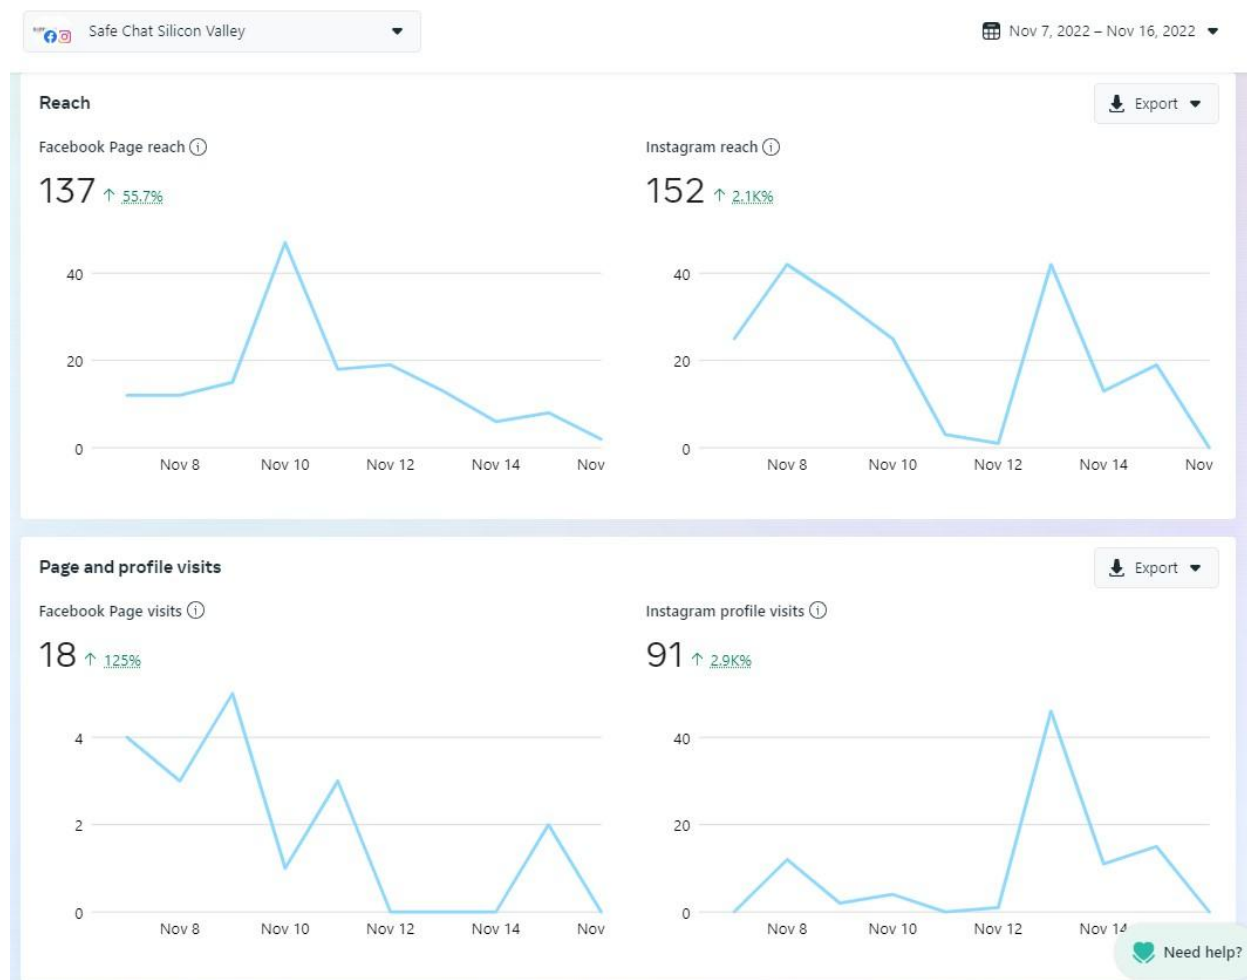 Safe Chat Silicon Valley
Nov 7, 2022 – Nov 16, 2022
Reach
Export
Facebook Page reach
137 ↑ 55.7%
40
20
0
Nov 8 Nov 10 Nov 12 Nov 14 Nov
Instagram reach
152 ↑ 2.1K%
40
20
0
Nov 8 Nov 10 Nov 12 Nov 14 Nov
Page and profile visits
Export
Facebook Page visits
18 ↑ 125%
4
2
0
Nov 8 Nov 10 Nov 12 Nov 14 Nov
Instagram profile visits
91 ↑ 2.9K%
40
20
0
Nov 8 Nov 10 Nov 12 Nov 14
Need help?